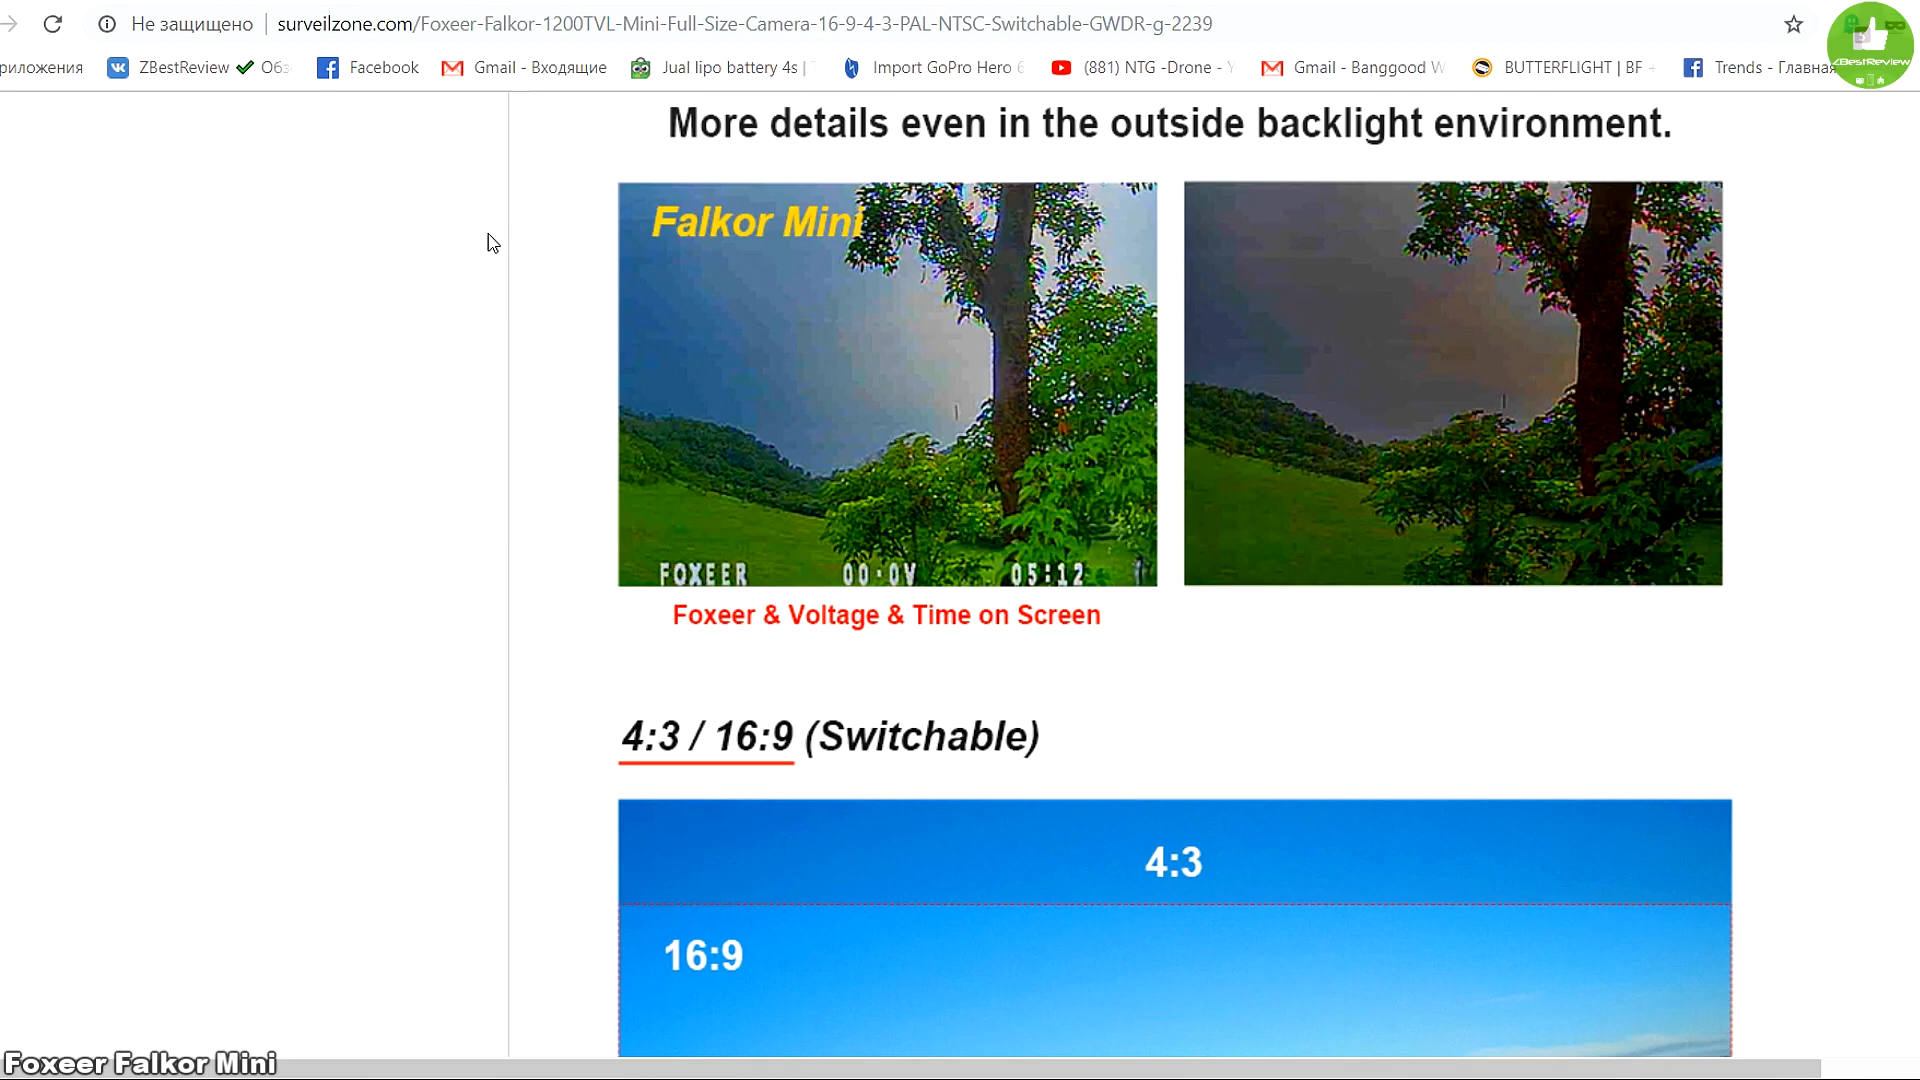 Не защищено
surveilzone.com/Foxeer-Falkor-1200TVL-Mini-Full-Size-Camera-16-9-4-3-PAL-NTSC-Switchable-GWDR-g-2239
риложения
ZBestReview
Обз
Facebook
Gmail - Входящие
Jual lipo battery 4s |
Import GoPro Hero 6
(881) NTG -Drone - Y
Gmail - Banggood W
BUTTERFLIGHT | BF
Trends - Главная
ZBestReview
More details even in the outside backlight environment.
Falkor Mini
FOXEER 00.0V 05:12
Foxeer & Voltage & Time on Screen
4:3 / 16:9 (Switchable)
4:3
16:9
Foxeer Falkor Mini